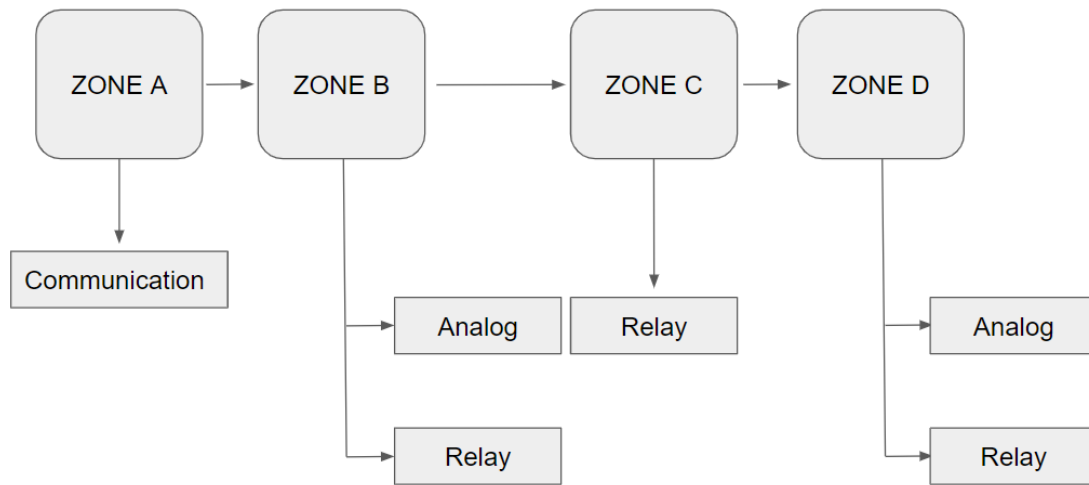 ZONE A
ZONE B
ZONE C
ZONE D
Communication
Analog
Relay
Analog
Relay
Relay